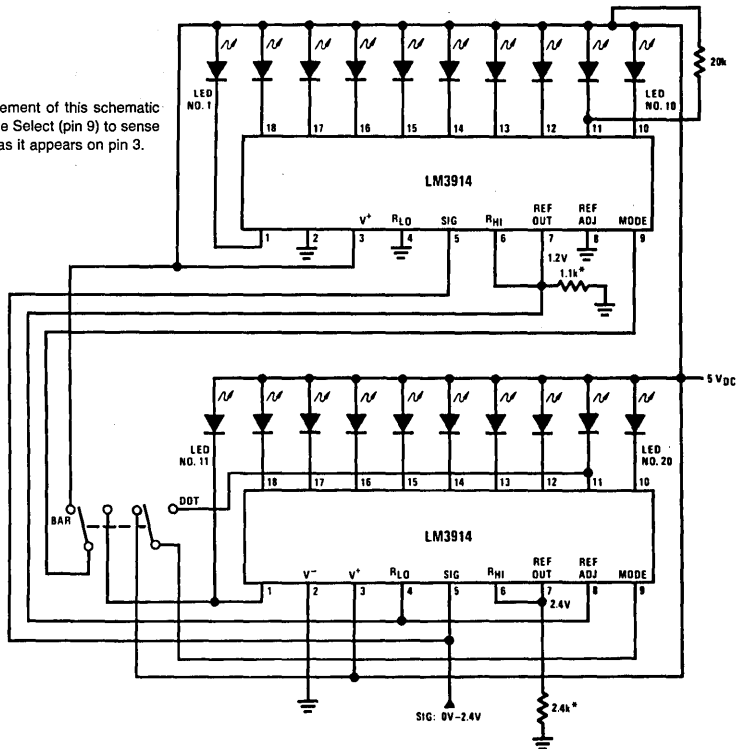 20k
LED
NO. 1
LED
NO. 10
ement of this schematic
e Select (pin 9) to sense
as it appears on pin 3.
18 17 16 15 14 13 12 11 10
LM3914
V+ RLO SIG RHI REF OUT REF ADJ MODE
1 2 3 4 5 6 7 8 9
1.2V
1.1k*
5 VDC
LED
NO. 11
LED
NO. 20
18 17 16 15 14 13 12 11 10
DOT
BAR
LM3914
V− V+ RLO SIG RHI REF OUT REF ADJ MODE
1 2 3 4 5 6 7 8 9
2.4V
2.4k*
SIG: 0V–2.4V